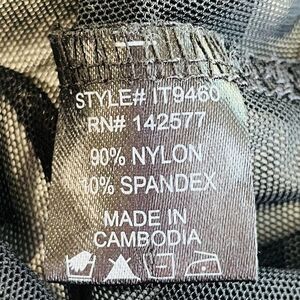 STYLE# IT9460
RN# 142577
90% NYLON
10% SPANDEX
MADE IN
CAMBODIA